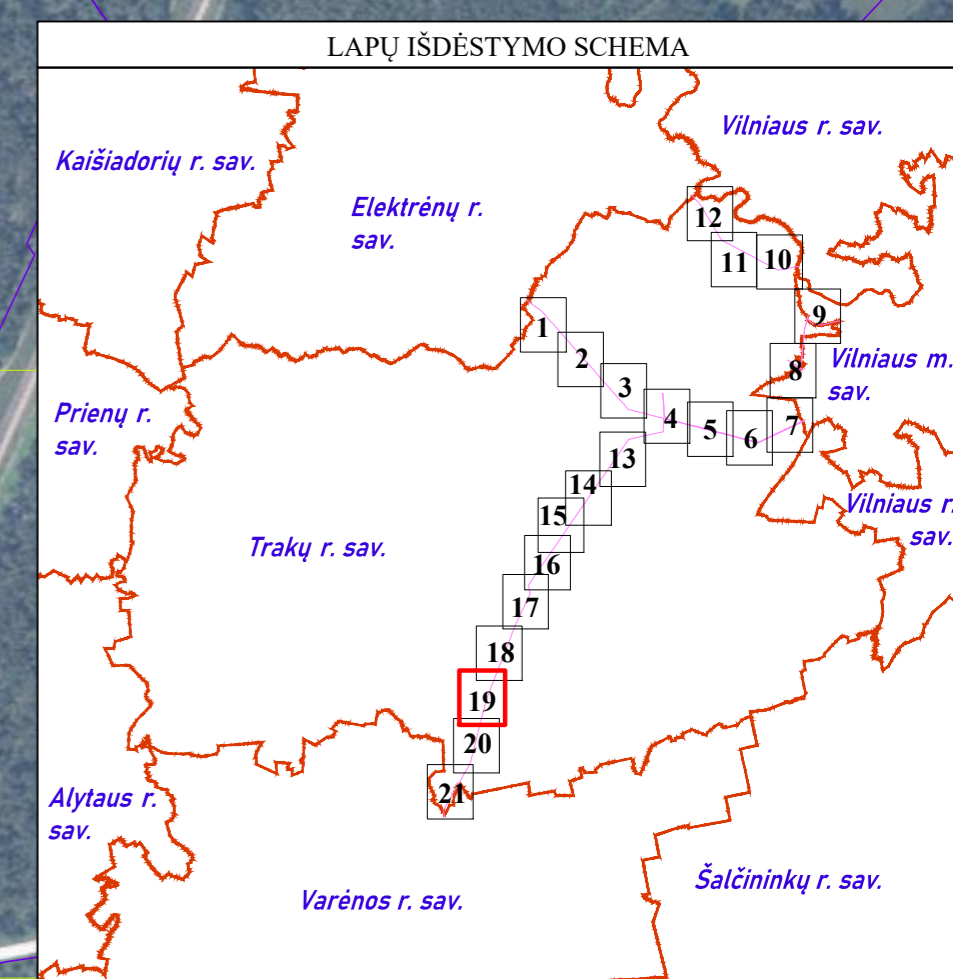 LAPŲ IŠDĖSTYMO SCHEMA
Vilniaus r. sav.
Kaišiadorių r. sav.
Elektrėnų r.
sav.
12
11
10
1
9
2
8
Vilniaus m.
sav.
3
Prienų r.
sav.
4
5
6
7
13
14
15
Vilniaus r.
sav.
Trakų r. sav.
16
17
18
19
20
21
Alytaus r.
sav.
Varėnos r. sav.
Šalčininkų r. sav.